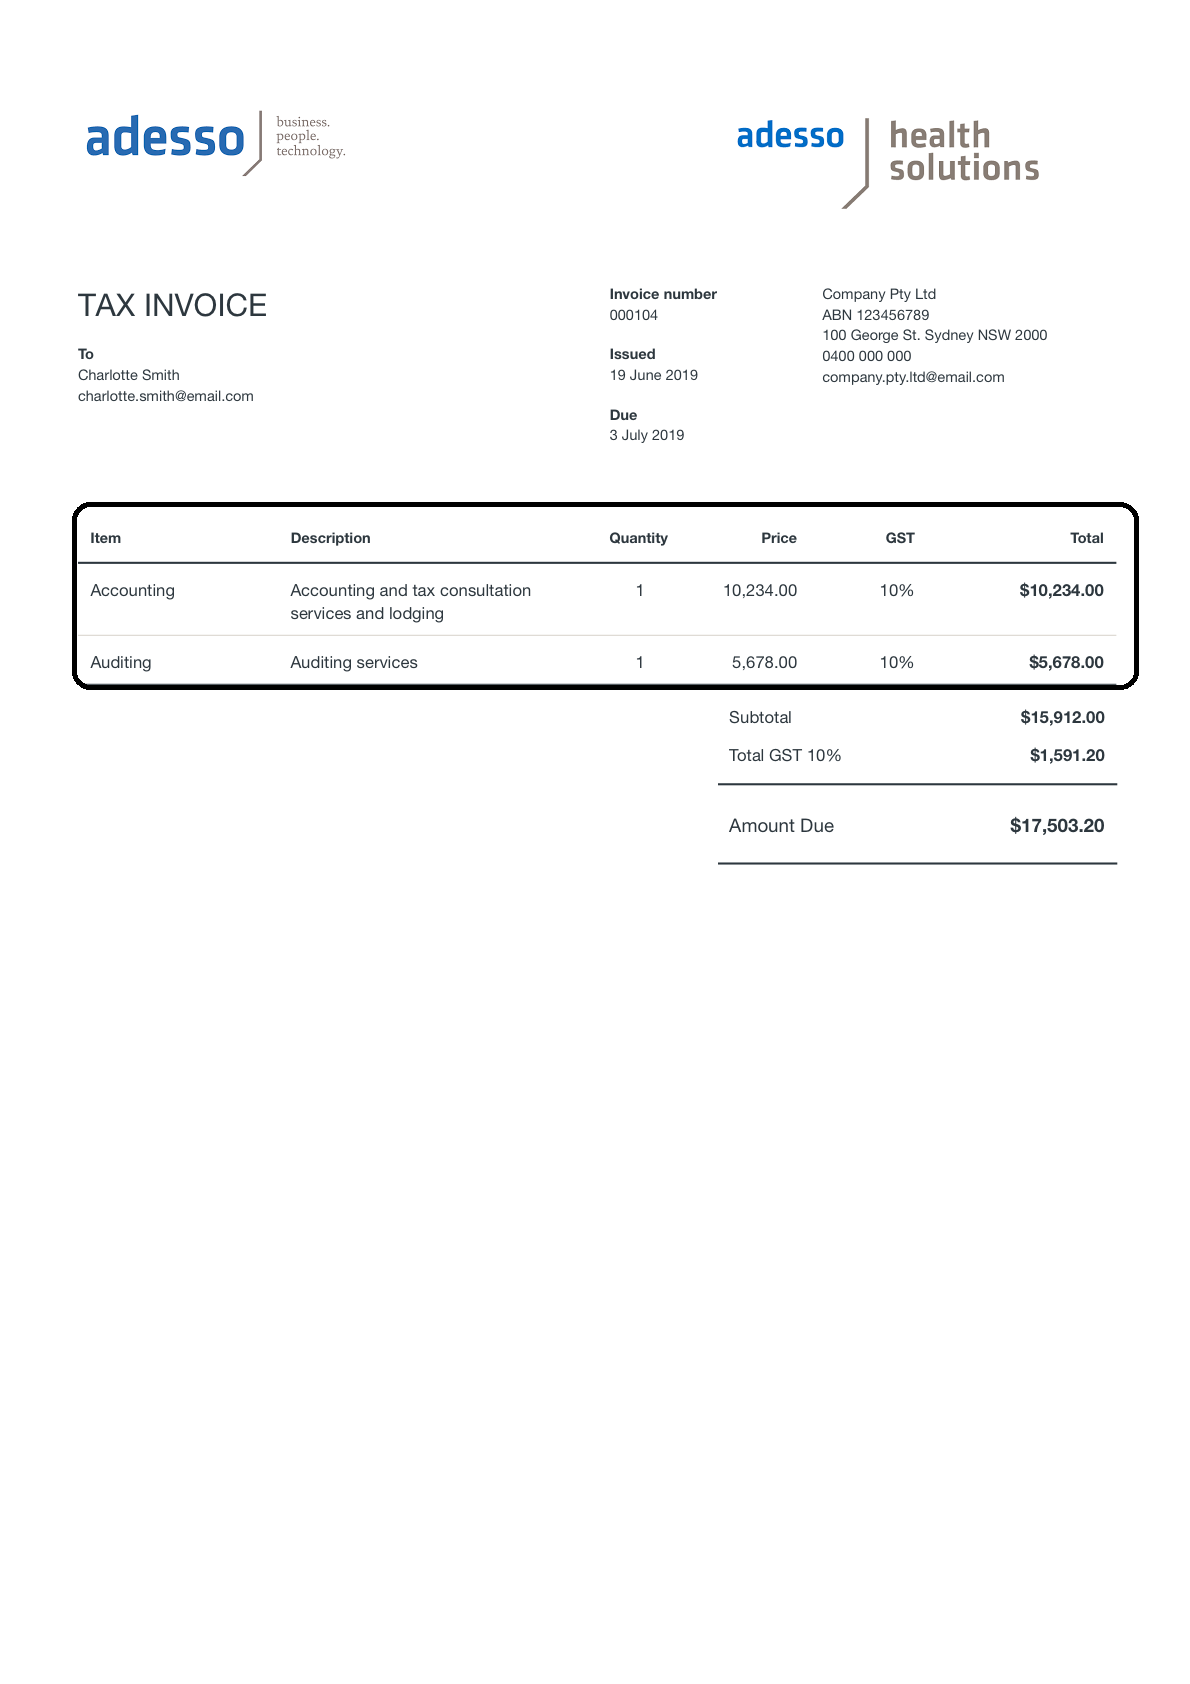 adesso
business.
people.
technology.
adesso
health
solutions
TAX INVOICE
To
Charlotte Smith
charlotte.smith@email.com
Invoice number
000104
Issued
19 June 2019
Due
3 July 2019
Company Pty Ltd
ABN 123456789
100 George St. Sydney NSW 2000
0400 000 000
company.pty.ltd@email.com
Item Description Quantity Price GST Total
Accounting Accounting and tax consultation 1 10,234.00 10% $10,234.00
services and lodging
Auditing Auditing services 1 5,678.00 10% $5,678.00
Subtotal $15,912.00
Total GST 10% $1,591.20
Amount Due $17,503.20